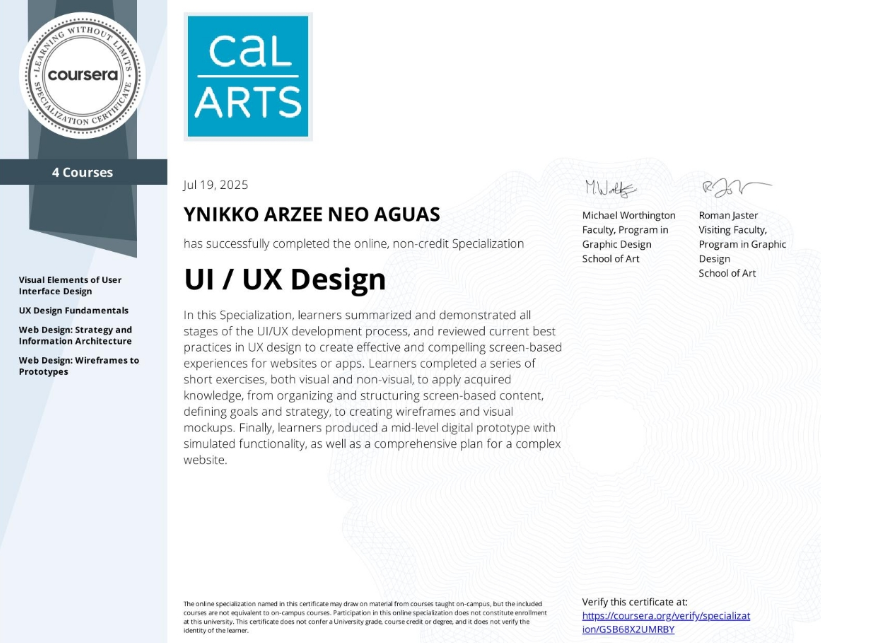 LEARNING WITHOUT LIMITS
coursera
SPECIALIZATION CERTIFICATE
4 Courses
Visual Elements of User
Interface Design
UX Design Fundamentals
Web Design: Strategy and
Information Architecture
Web Design: Wireframes to
Prototypes
CAL
ARTS
Jul 19, 2025
YNIKKO ARZEE NEO AGUAS
has successfully completed the online, non-credit Specialization
UI / UX Design
In this Specialization, learners summarized and demonstrated all
stages of the UI/UX development process, and reviewed current best
practices in UX design to create effective and compelling screen-based
experiences for websites or apps. Learners completed a series of
short exercises, both visual and non-visual, to apply acquired
knowledge, from organizing and structuring screen-based content,
defining goals and strategy, to creating wireframes and visual
mockups. Finally, learners produced a mid-level digital prototype with
simulated functionality, as well as a comprehensive plan for a complex
website.
Michael Worthington
Faculty, Program in
Graphic Design
School of Art
Roman Jaster
Visiting Faculty,
Program in Graphic
Design
School of Art
The online specialization named in this certificate may draw on material from courses taught on-campus, but the included
courses are not equivalent to on-campus courses. Participation in this online specialization does not constitute enrollment
at this university. This certificate does not confer a University grade, course credit or degree, and it does not verify the
identity of the learner.
Verify this certificate at:
https://coursera.org/verify/specializat
ion/GSB68X2UMRBY